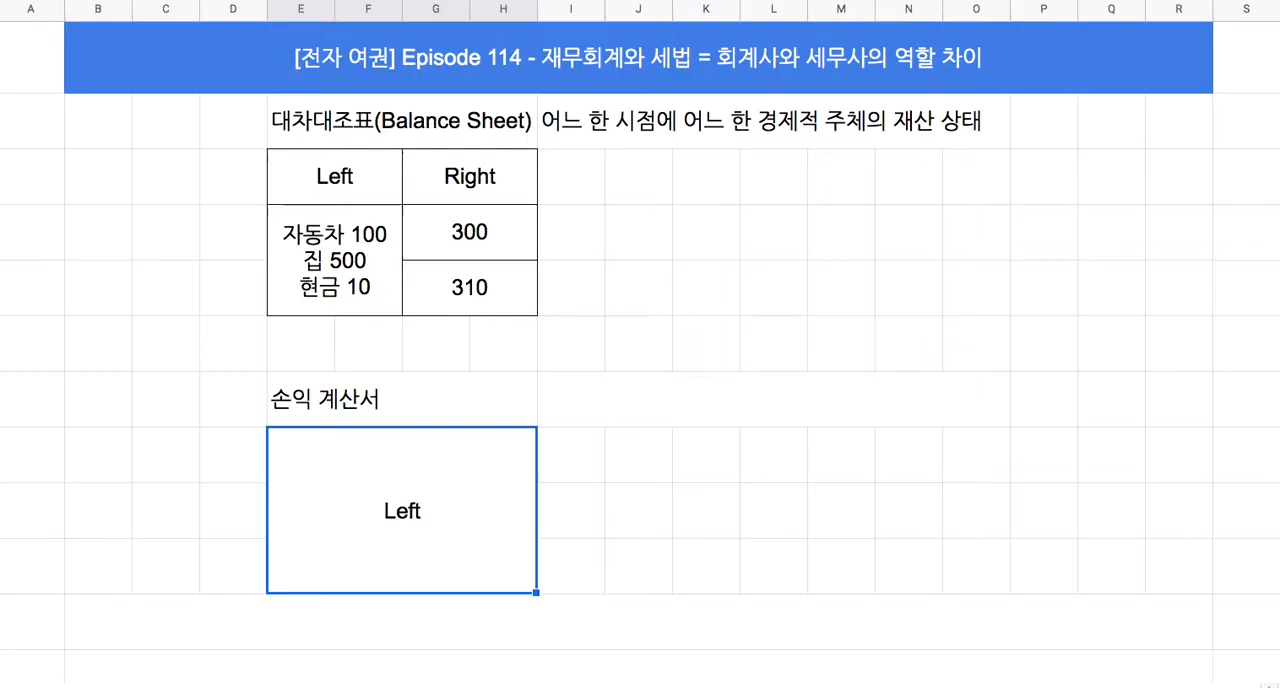 A B C D E F G H I J K L M N O P Q R S
[전자 여권] Episode 114 - 재무회계와 세법 = 회계사와 세무사의 역할 차이
대차대조표(Balance Sheet) 어느 한 시점에 어느 한 경제적 주체의 재산 상태
Left Right
자동차 100
집 500
현금 10
300
310
손익 계산서
Left